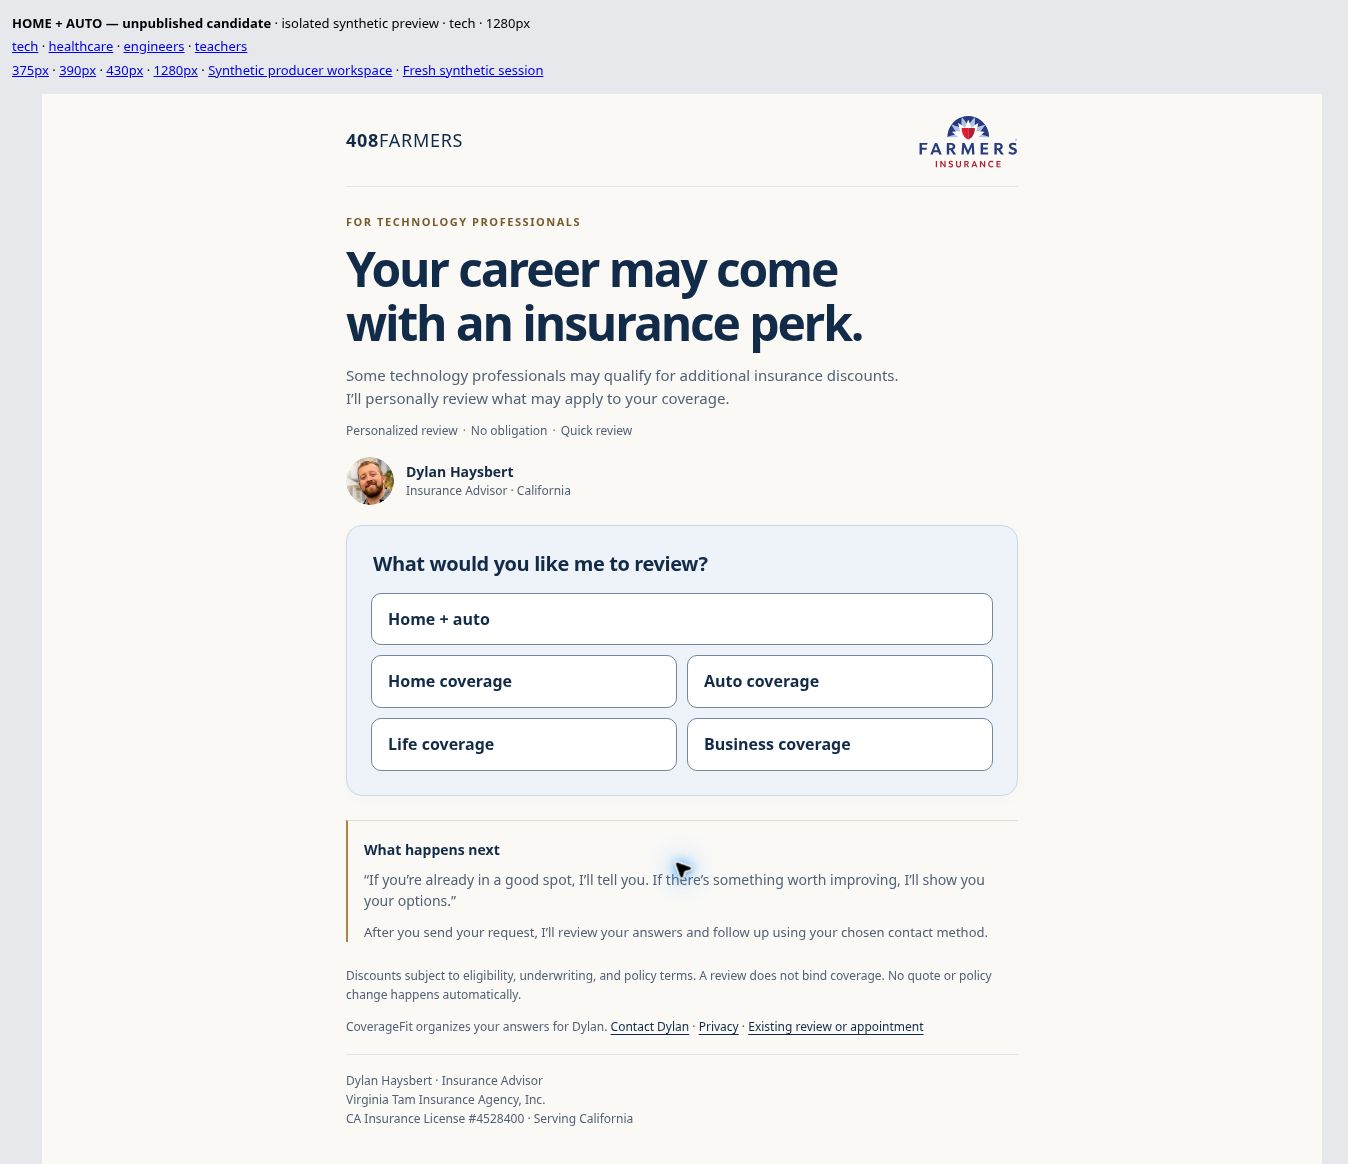 HOME + AUTO — unpublished candidate · isolated synthetic preview · tech · 1280px
tech · healthcare · engineers · teachers
375px · 390px · 430px · 1280px · Synthetic producer workspace · Fresh synthetic session
408FARMERS
FARMERS
INSURANCE
FOR TECHNOLOGY PROFESSIONALS
Your career may come
with an insurance perk.
Some technology professionals may qualify for additional insurance discounts.
I’ll personally review what may apply to your coverage.
Personalized review · No obligation · Quick review
Dylan Haysbert
Insurance Advisor · California
What would you like me to review?
Home + auto
Home coverage
Auto coverage
Life coverage
Business coverage
What happens next
“If you’re already in a good spot, I’ll tell you. If there’s something worth improving, I’ll show you
your options.”
After you send your request, I’ll review your answers and follow up using your chosen contact method.
Discounts subject to eligibility, underwriting, and policy terms. A review does not bind coverage. No quote or policy
change happens automatically.
CoverageFit organizes your answers for Dylan. Contact Dylan · Privacy · Existing review or appointment
Dylan Haysbert · Insurance Advisor
Virginia Tam Insurance Agency, Inc.
CA Insurance License #4528400 · Serving California